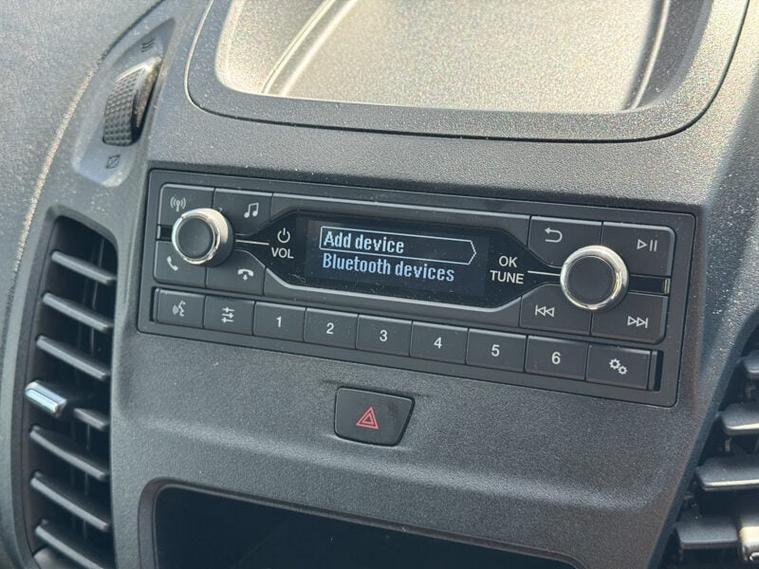 Add device
Bluetooth devices
VOL
OK
TUNE
1 2 3 4 5 6